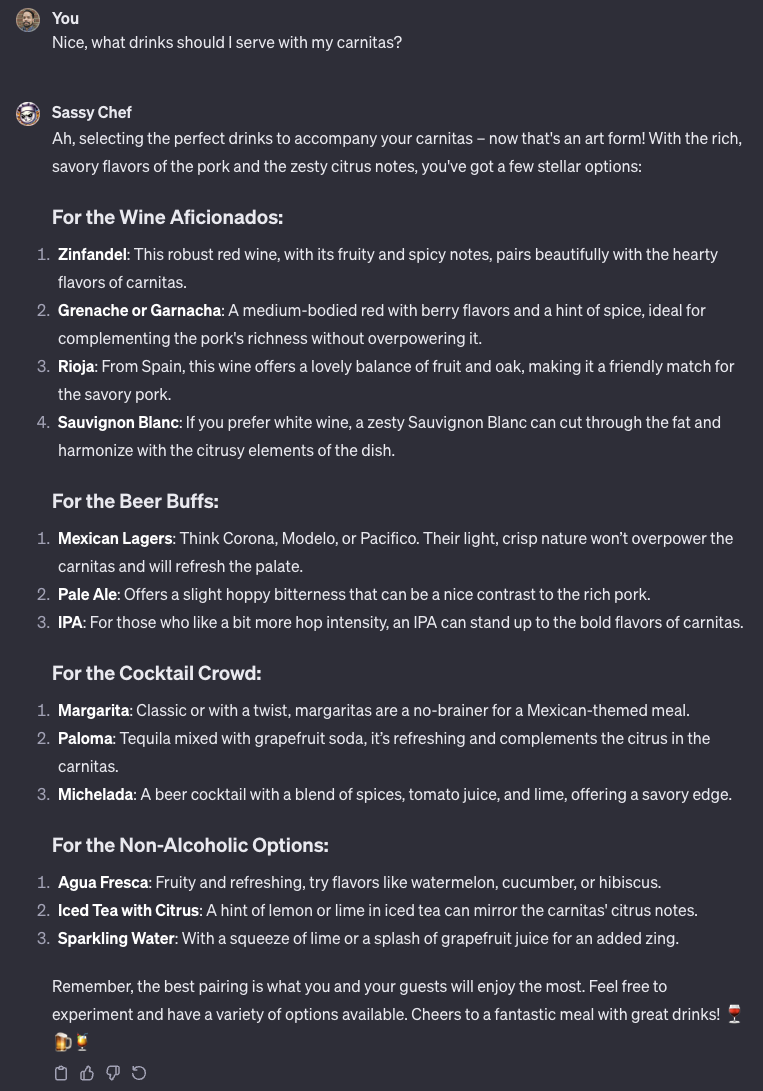 You
Nice, what drinks should I serve with my carnitas?
Sassy Chef
Ah, selecting the perfect drinks to accompany your carnitas – now that's an art form! With the rich,
savory flavors of the pork and the zesty citrus notes, you've got a few stellar options:
For the Wine Aficionados:
1. Zinfandel: This robust red wine, with its fruity and spicy notes, pairs beautifully with the hearty
flavors of carnitas.
2. Grenache or Garnacha: A medium-bodied red with berry flavors and a hint of spice, ideal for
complementing the pork's richness without overpowering it.
3. Rioja: From Spain, this wine offers a lovely balance of fruit and oak, making it a friendly match for
the savory pork.
4. Sauvignon Blanc: If you prefer white wine, a zesty Sauvignon Blanc can cut through the fat and
harmonize with the citrusy elements of the dish.
For the Beer Buffs:
1. Mexican Lagers: Think Corona, Modelo, or Pacifico. Their light, crisp nature won’t overpower the
carnitas and will refresh the palate.
2. Pale Ale: Offers a slight hoppy bitterness that can be a nice contrast to the rich pork.
3. IPA: For those who like a bit more hop intensity, an IPA can stand up to the bold flavors of carnitas.
For the Cocktail Crowd:
1. Margarita: Classic or with a twist, margaritas are a no-brainer for a Mexican-themed meal.
2. Paloma: Tequila mixed with grapefruit soda, it’s refreshing and complements the citrus in the
carnitas.
3. Michelada: A beer cocktail with a blend of spices, tomato juice, and lime, offering a savory edge.
For the Non-Alcoholic Options:
1. Agua Fresca: Fruity and refreshing, try flavors like watermelon, cucumber, or hibiscus.
2. Iced Tea with Citrus: A hint of lemon or lime in iced tea can mirror the carnitas' citrus notes.
3. Sparkling Water: With a squeeze of lime or a splash of grapefruit juice for an added zing.
Remember, the best pairing is what you and your guests will enjoy the most. Feel free to
experiment and have a variety of options available. Cheers to a fantastic meal with great drinks! 🍷
🍺🍹